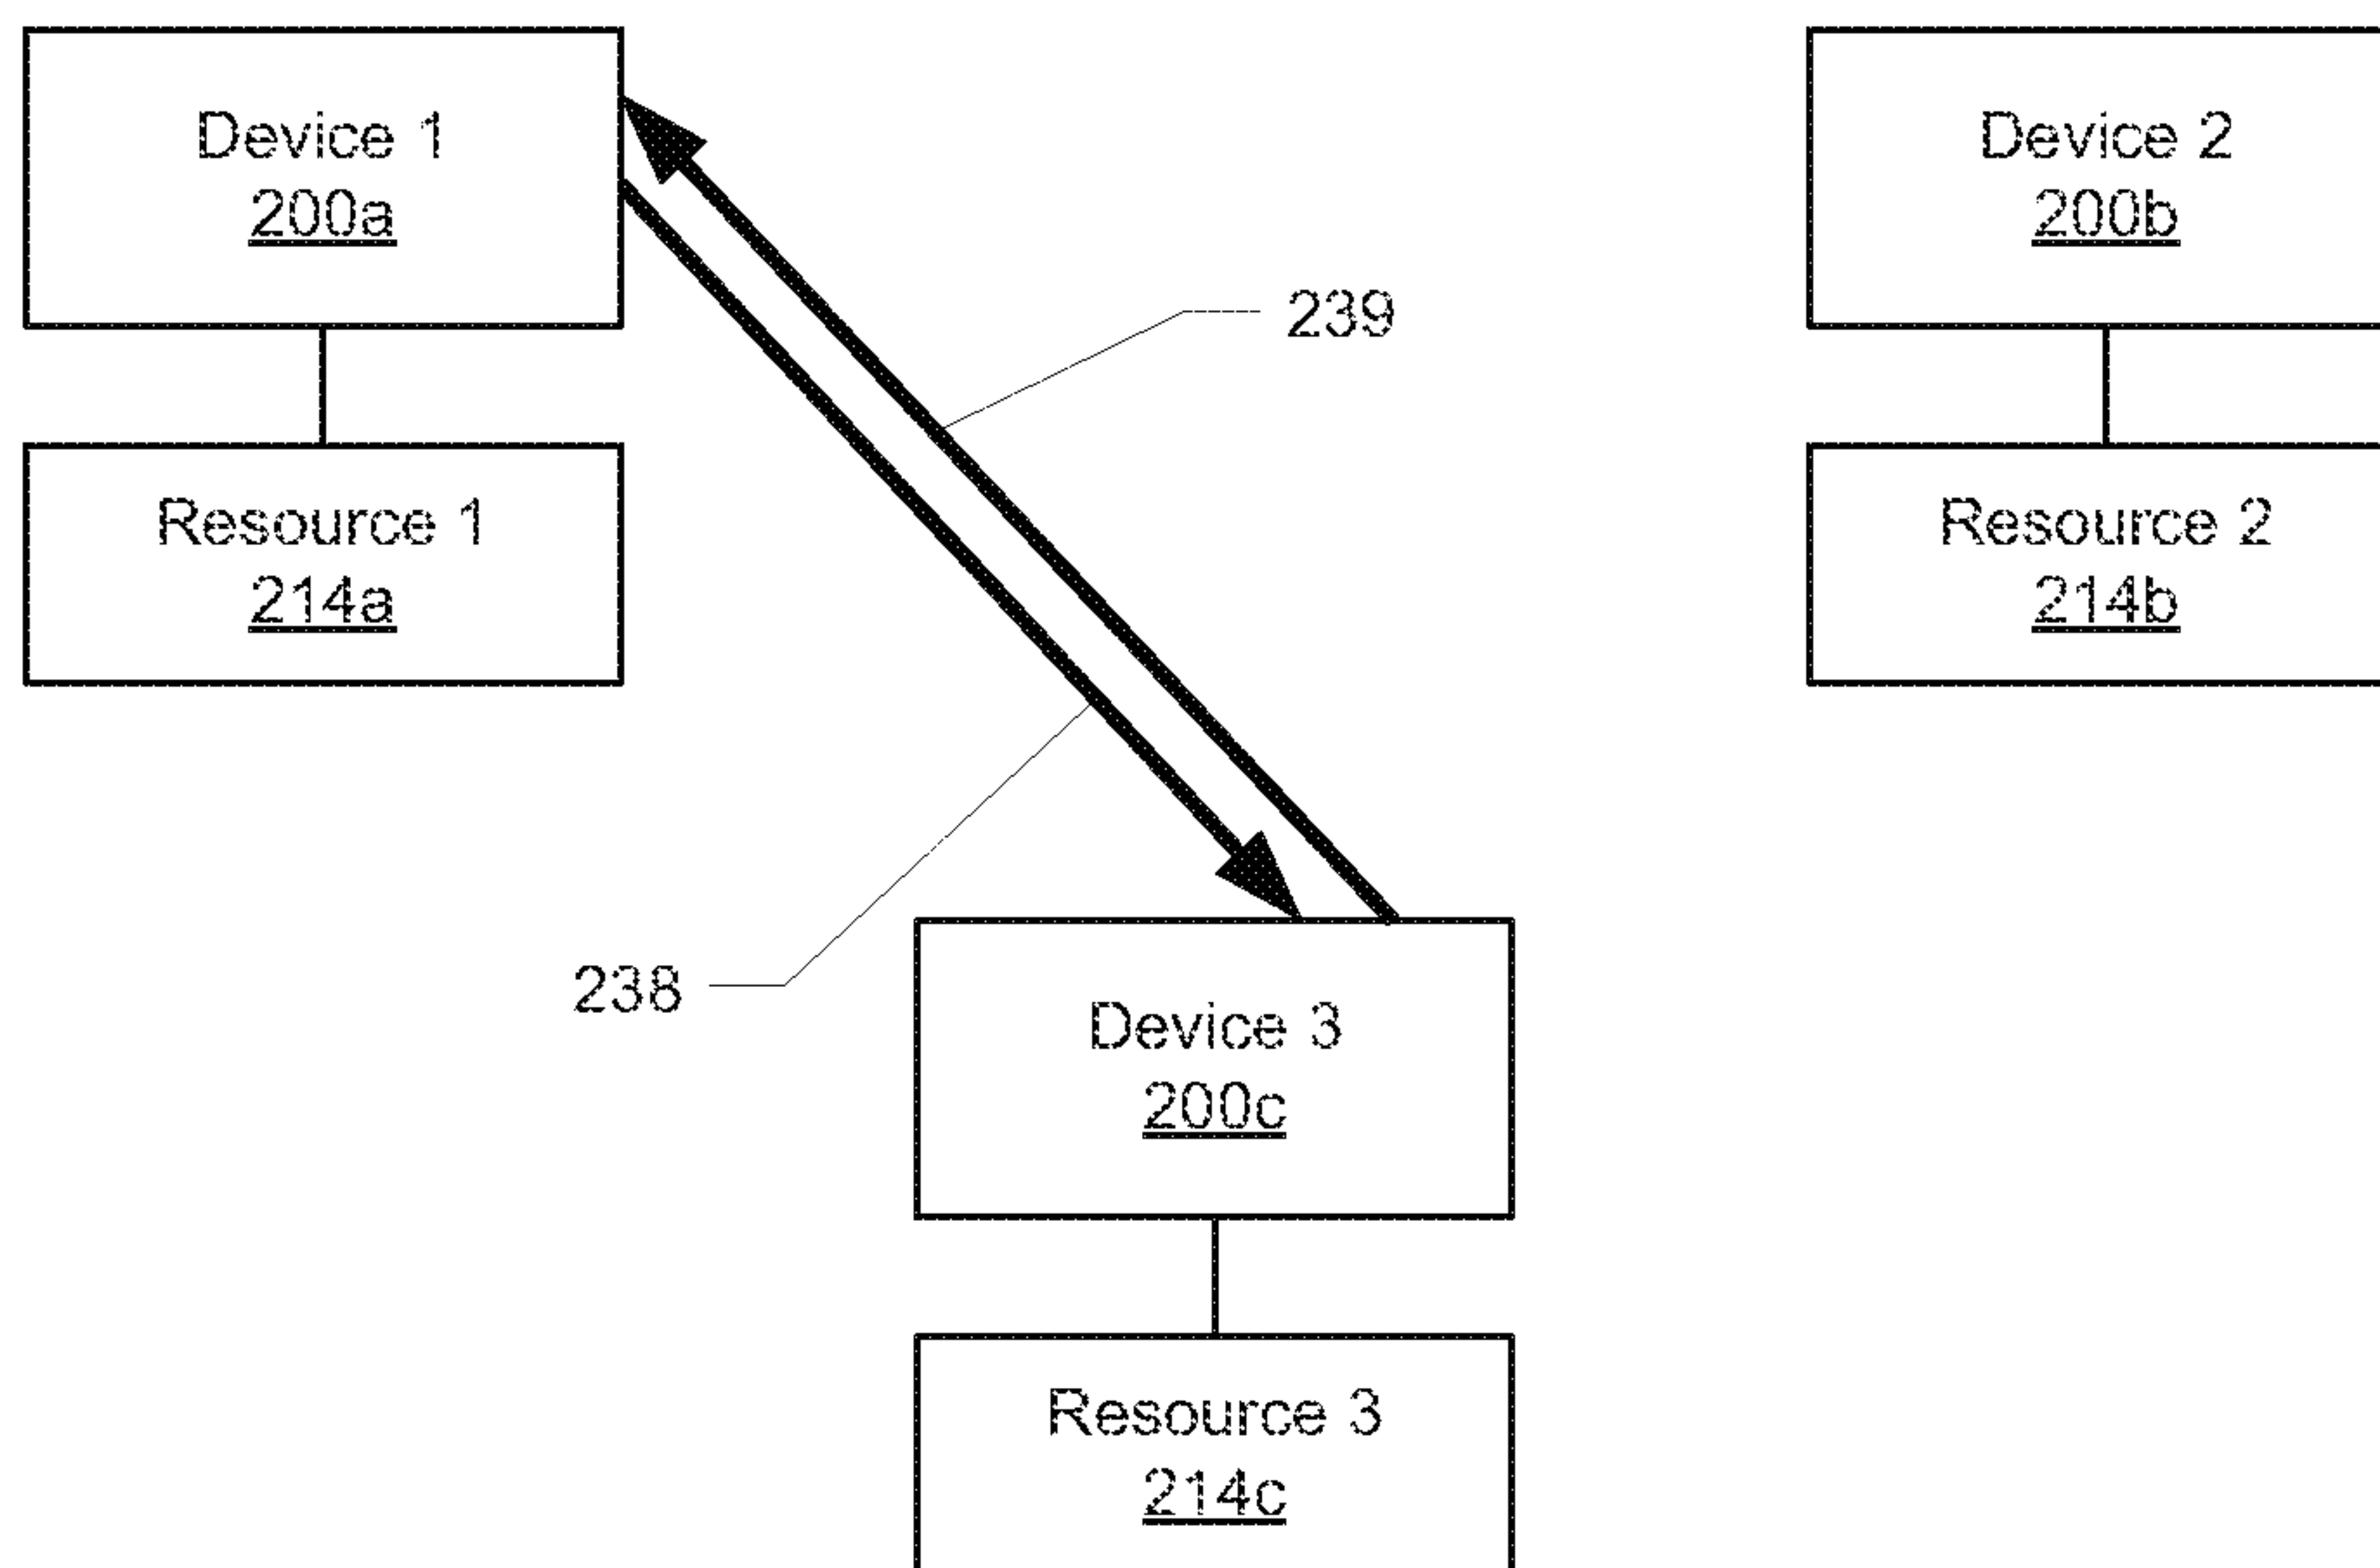 Device 1
200a
Device 2
200b
239
Resource 1
214a
Resource 2
214b
238
Device 3
200c
Resource 3
214c